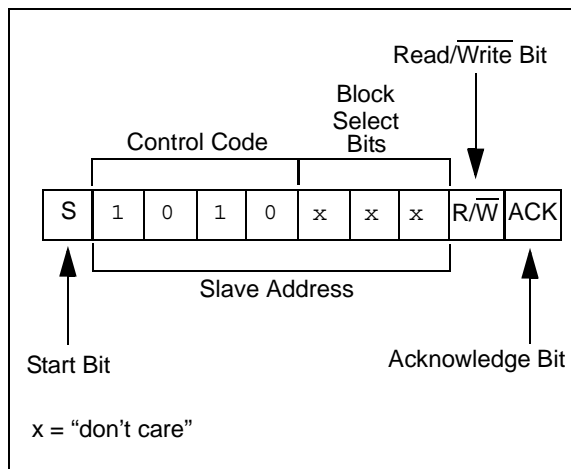 Read/Write Bit
Block
Select
Bits
Control Code
S 1 0 1 0 x x x R/W ACK
Slave Address
Start Bit
Acknowledge Bit
x = “don’t care”